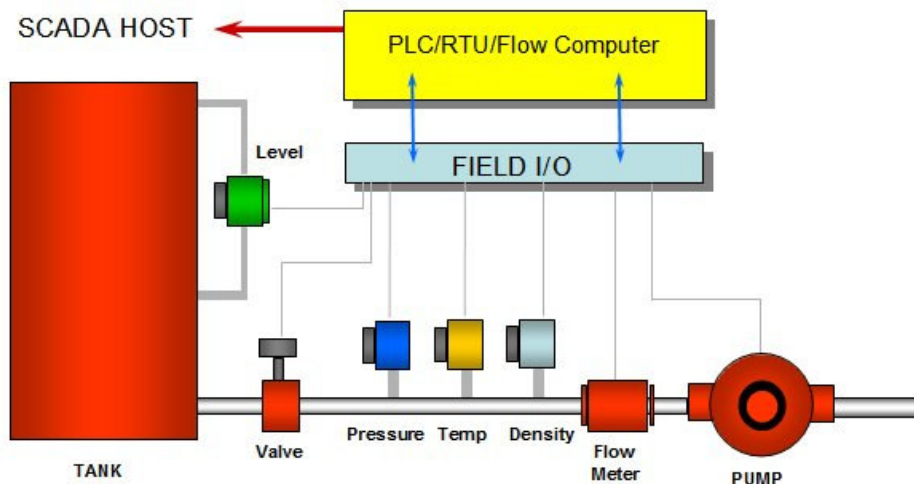 SCADA HOST
PLC/RTU/Flow Computer
FIELD I/O
Level
Valve
Pressure
Temp
Density
Flow
Meter
TANK
PUMP